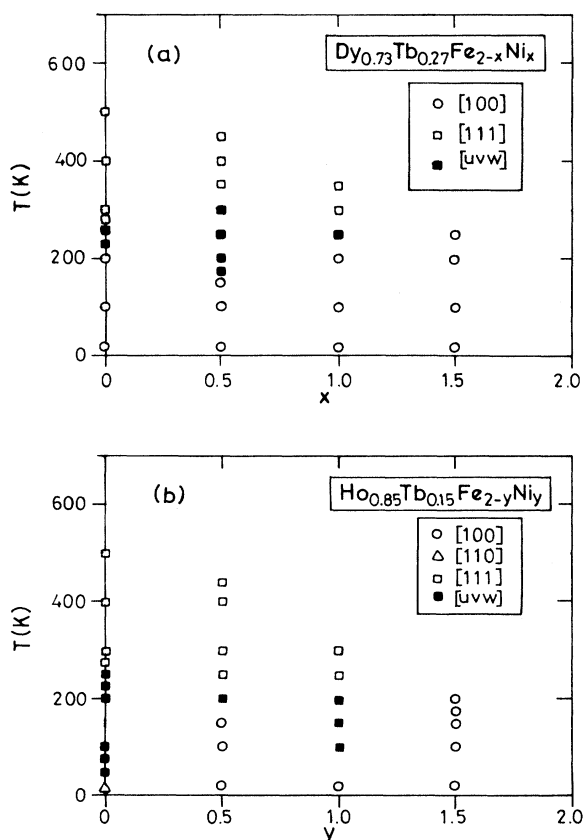 (a)
Dy0.73Tb0.27Fe2-xNix
[100]
[111]
[uvw]
T(K)
600
400
200
0
0 0.5 1.0 1.5 2.0
x
(b)
Ho0.85Tb0.15Fe2-yNiy
[100]
[110]
[111]
[uvw]
T(K)
600
400
200
0
0 0.5 1.0 1.5 2.0
y